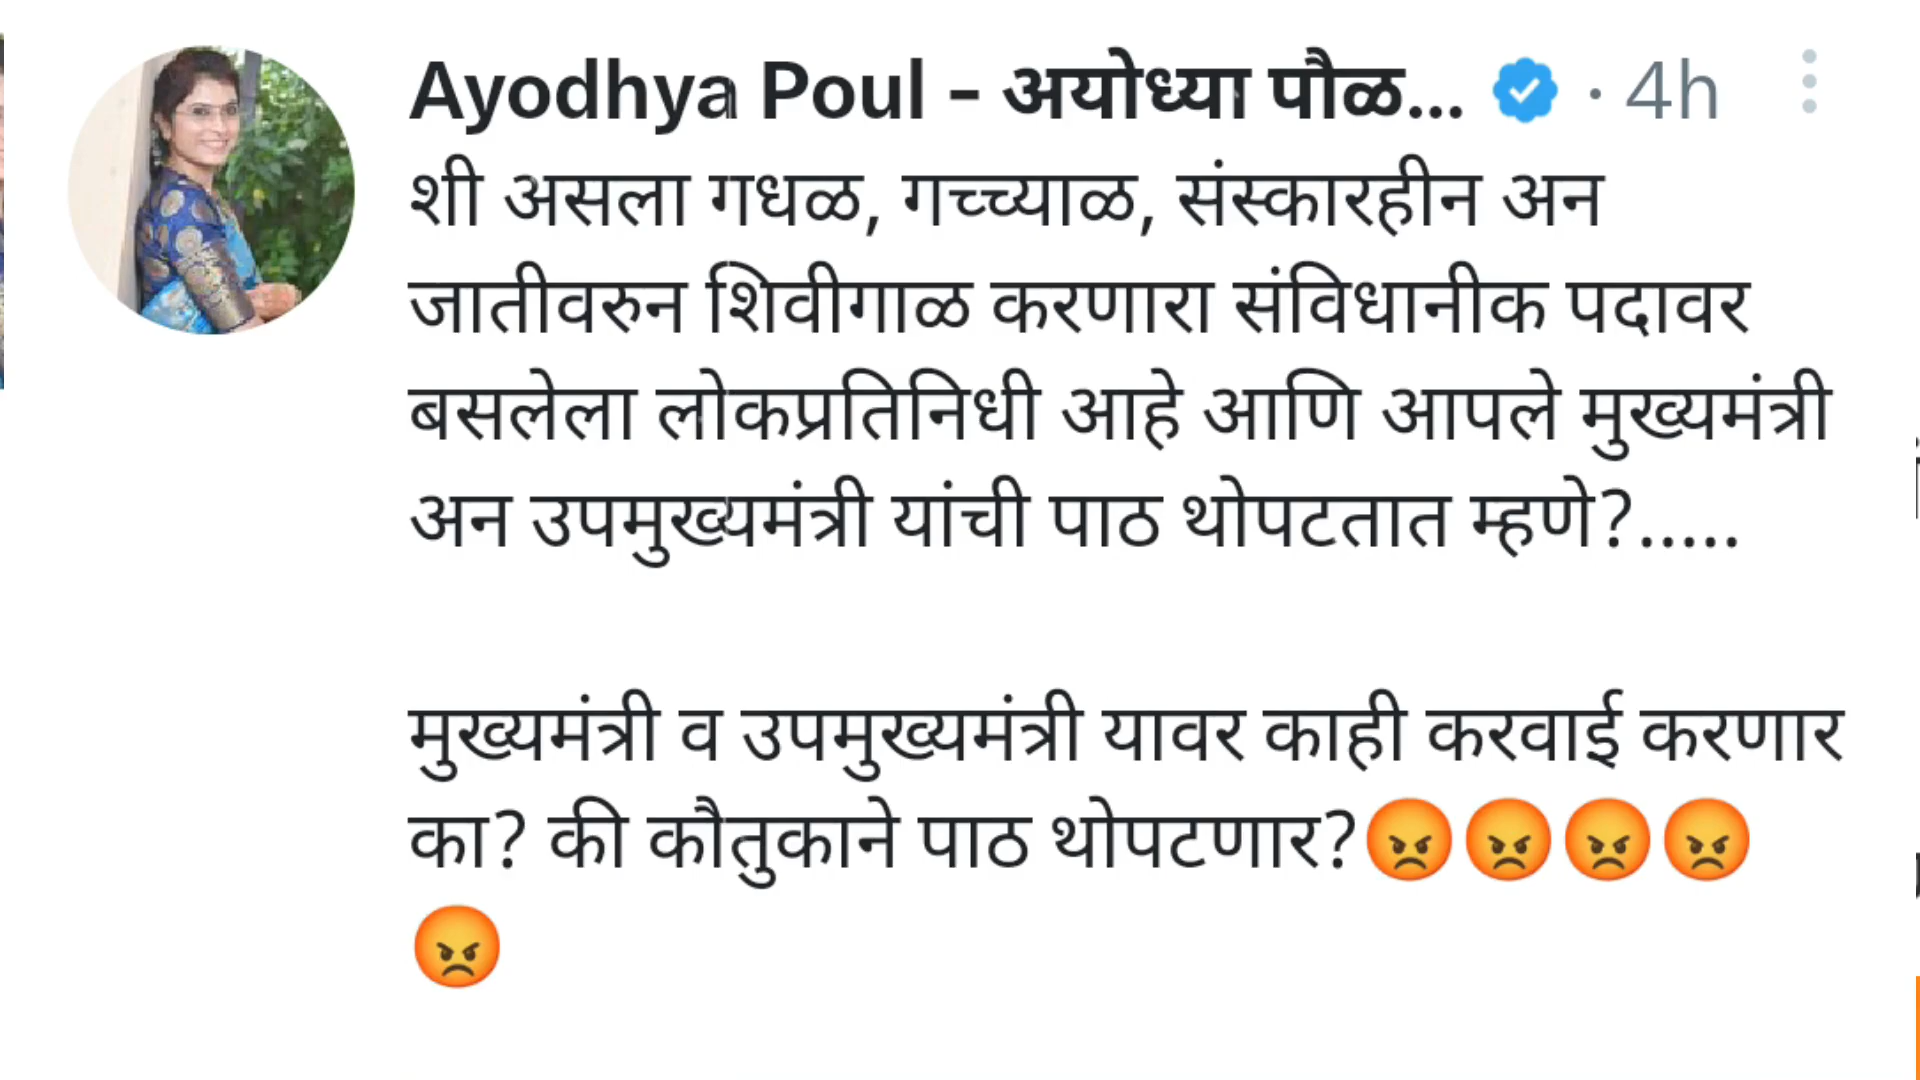 Ayodhya Poul - अयोध्या पौळ... · 4h
शी असला गधळ, गच्च्याळ, संस्कारहीन अन
जातीवरुन शिवीगाळ करणारा संविधानीक पदावर
बसलेला लोकप्रतिनिधी आहे आणि आपले मुख्यमंत्री
अन उपमुख्यमंत्री यांची पाठ थोपटतात म्हणे?.....
मुख्यमंत्री व उपमुख्यमंत्री यावर काही करवाई करणार
का? की कौतुकाने पाठ थोपटणार?😡😡😡😡
😡